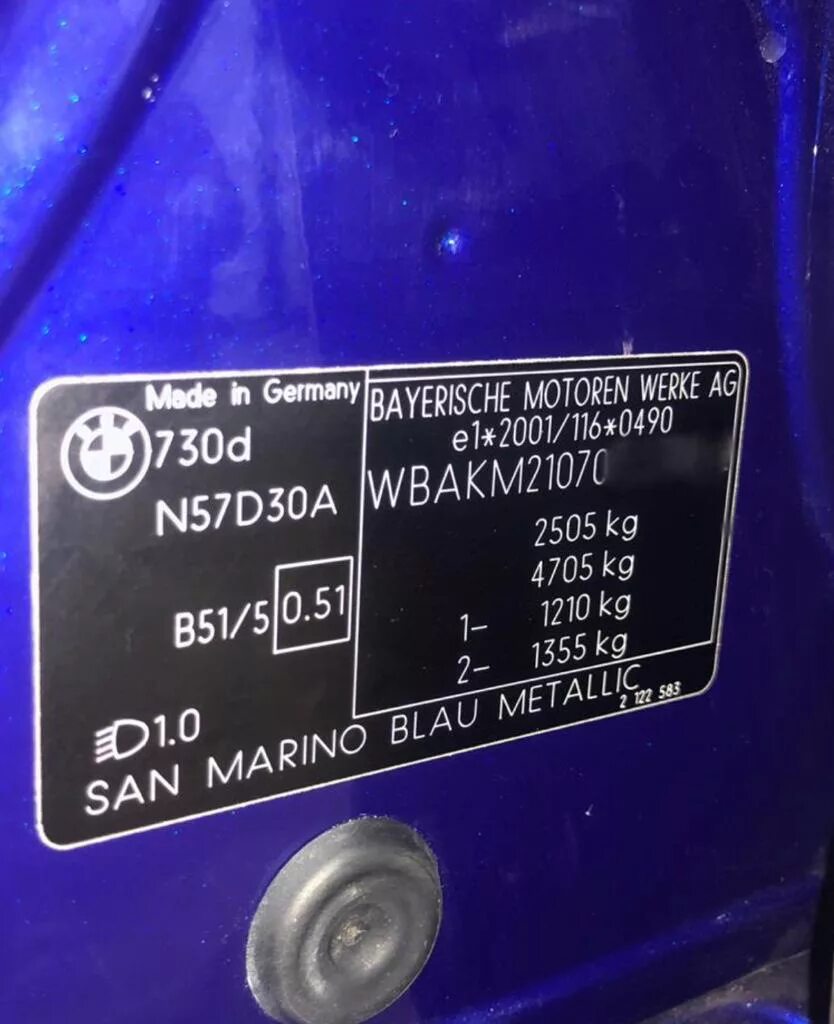 Made in Germany
730d
N57D30A
B51/5 0.51
1.0
BAYERISCHE MOTOREN WERKE AG
e1*2001/116*0490
WBAKM21070
2505 kg
4705 kg
1– 1210 kg
2– 1355 kg
SAN MARINO BLAU METALLIC
2 122 583